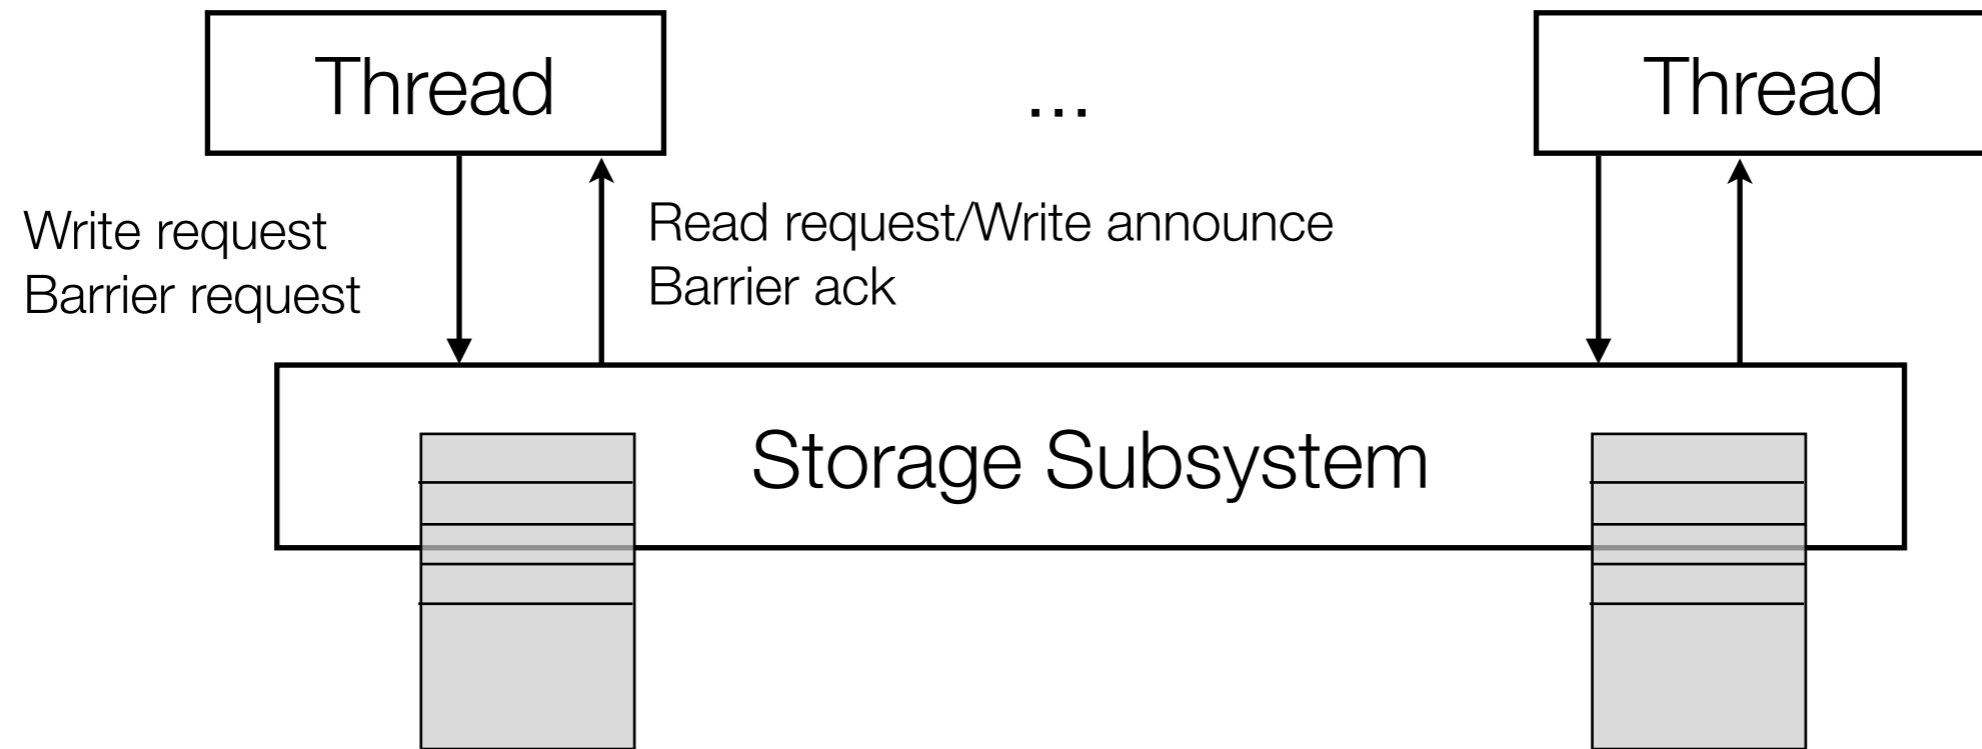 Thread
...
Thread
Write request
Barrier request
Read request/Write announce
Barrier ack
Storage Subsystem